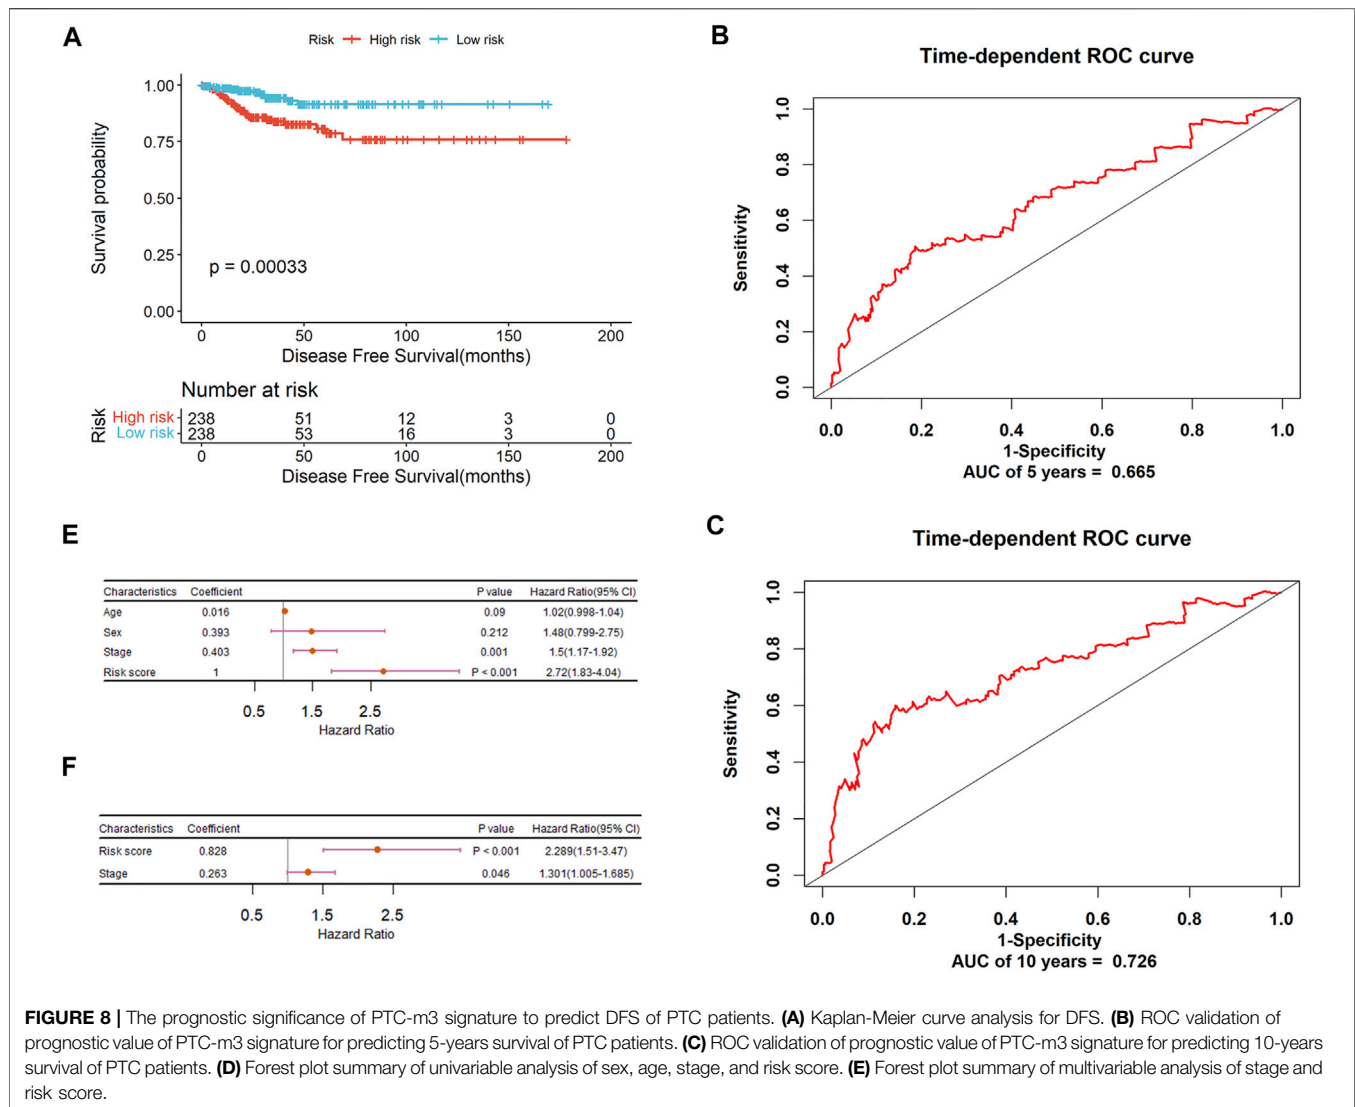 A
Risk High risk Low risk
Survival probability
1.00
0.75
0.50
0.25
0.00
p = 0.00033
0 50 100 150 200
Disease Free Survival(months)
Number at risk
Risk
High risk 238 51 12 3 0
Low risk 238 53 16 3 0
0 50 100 150 200
Disease Free Survival(months)
B
Time-dependent ROC curve
Sensitivity
1.0
0.8
0.6
0.4
0.2
0.0
0.0 0.2 0.4 0.6 0.8 1.0
1-Specificity
AUC of 5 years = 0.665
E
Characteristics Coefficient P value Hazard Ratio(95% CI)
Age 0.016 0.09 1.02(0.998-1.04)
Sex 0.393 0.212 1.48(0.799-2.75)
Stage 0.403 0.001 1.5(1.17-1.92)
Risk score 1 P < 0.001 2.72(1.83-4.04)
0.5 1.5 2.5
Hazard Ratio
F
Characteristics Coefficient P value Hazard Ratio(95% CI)
Risk score 0.828 P < 0.001 2.289(1.51-3.47)
Stage 0.263 0.046 1.301(1.005-1.685)
0.5 1.5 2.5
Hazard Ratio
C
Time-dependent ROC curve
Sensitivity
1.0
0.8
0.6
0.4
0.2
0.0
0.0 0.2 0.4 0.6 0.8 1.0
1-Specificity
AUC of 10 years = 0.726
FIGURE 8 | The prognostic significance of PTC-m3 signature to predict DFS of PTC patients. (A) Kaplan-Meier curve analysis for DFS. (B) ROC validation of
prognostic value of PTC-m3 signature for predicting 5-years survival of PTC patients. (C) ROC validation of prognostic value of PTC-m3 signature for predicting 10-years
survival of PTC patients. (D) Forest plot summary of univariable analysis of sex, age, stage, and risk score. (E) Forest plot summary of multivariable analysis of stage and
risk score.